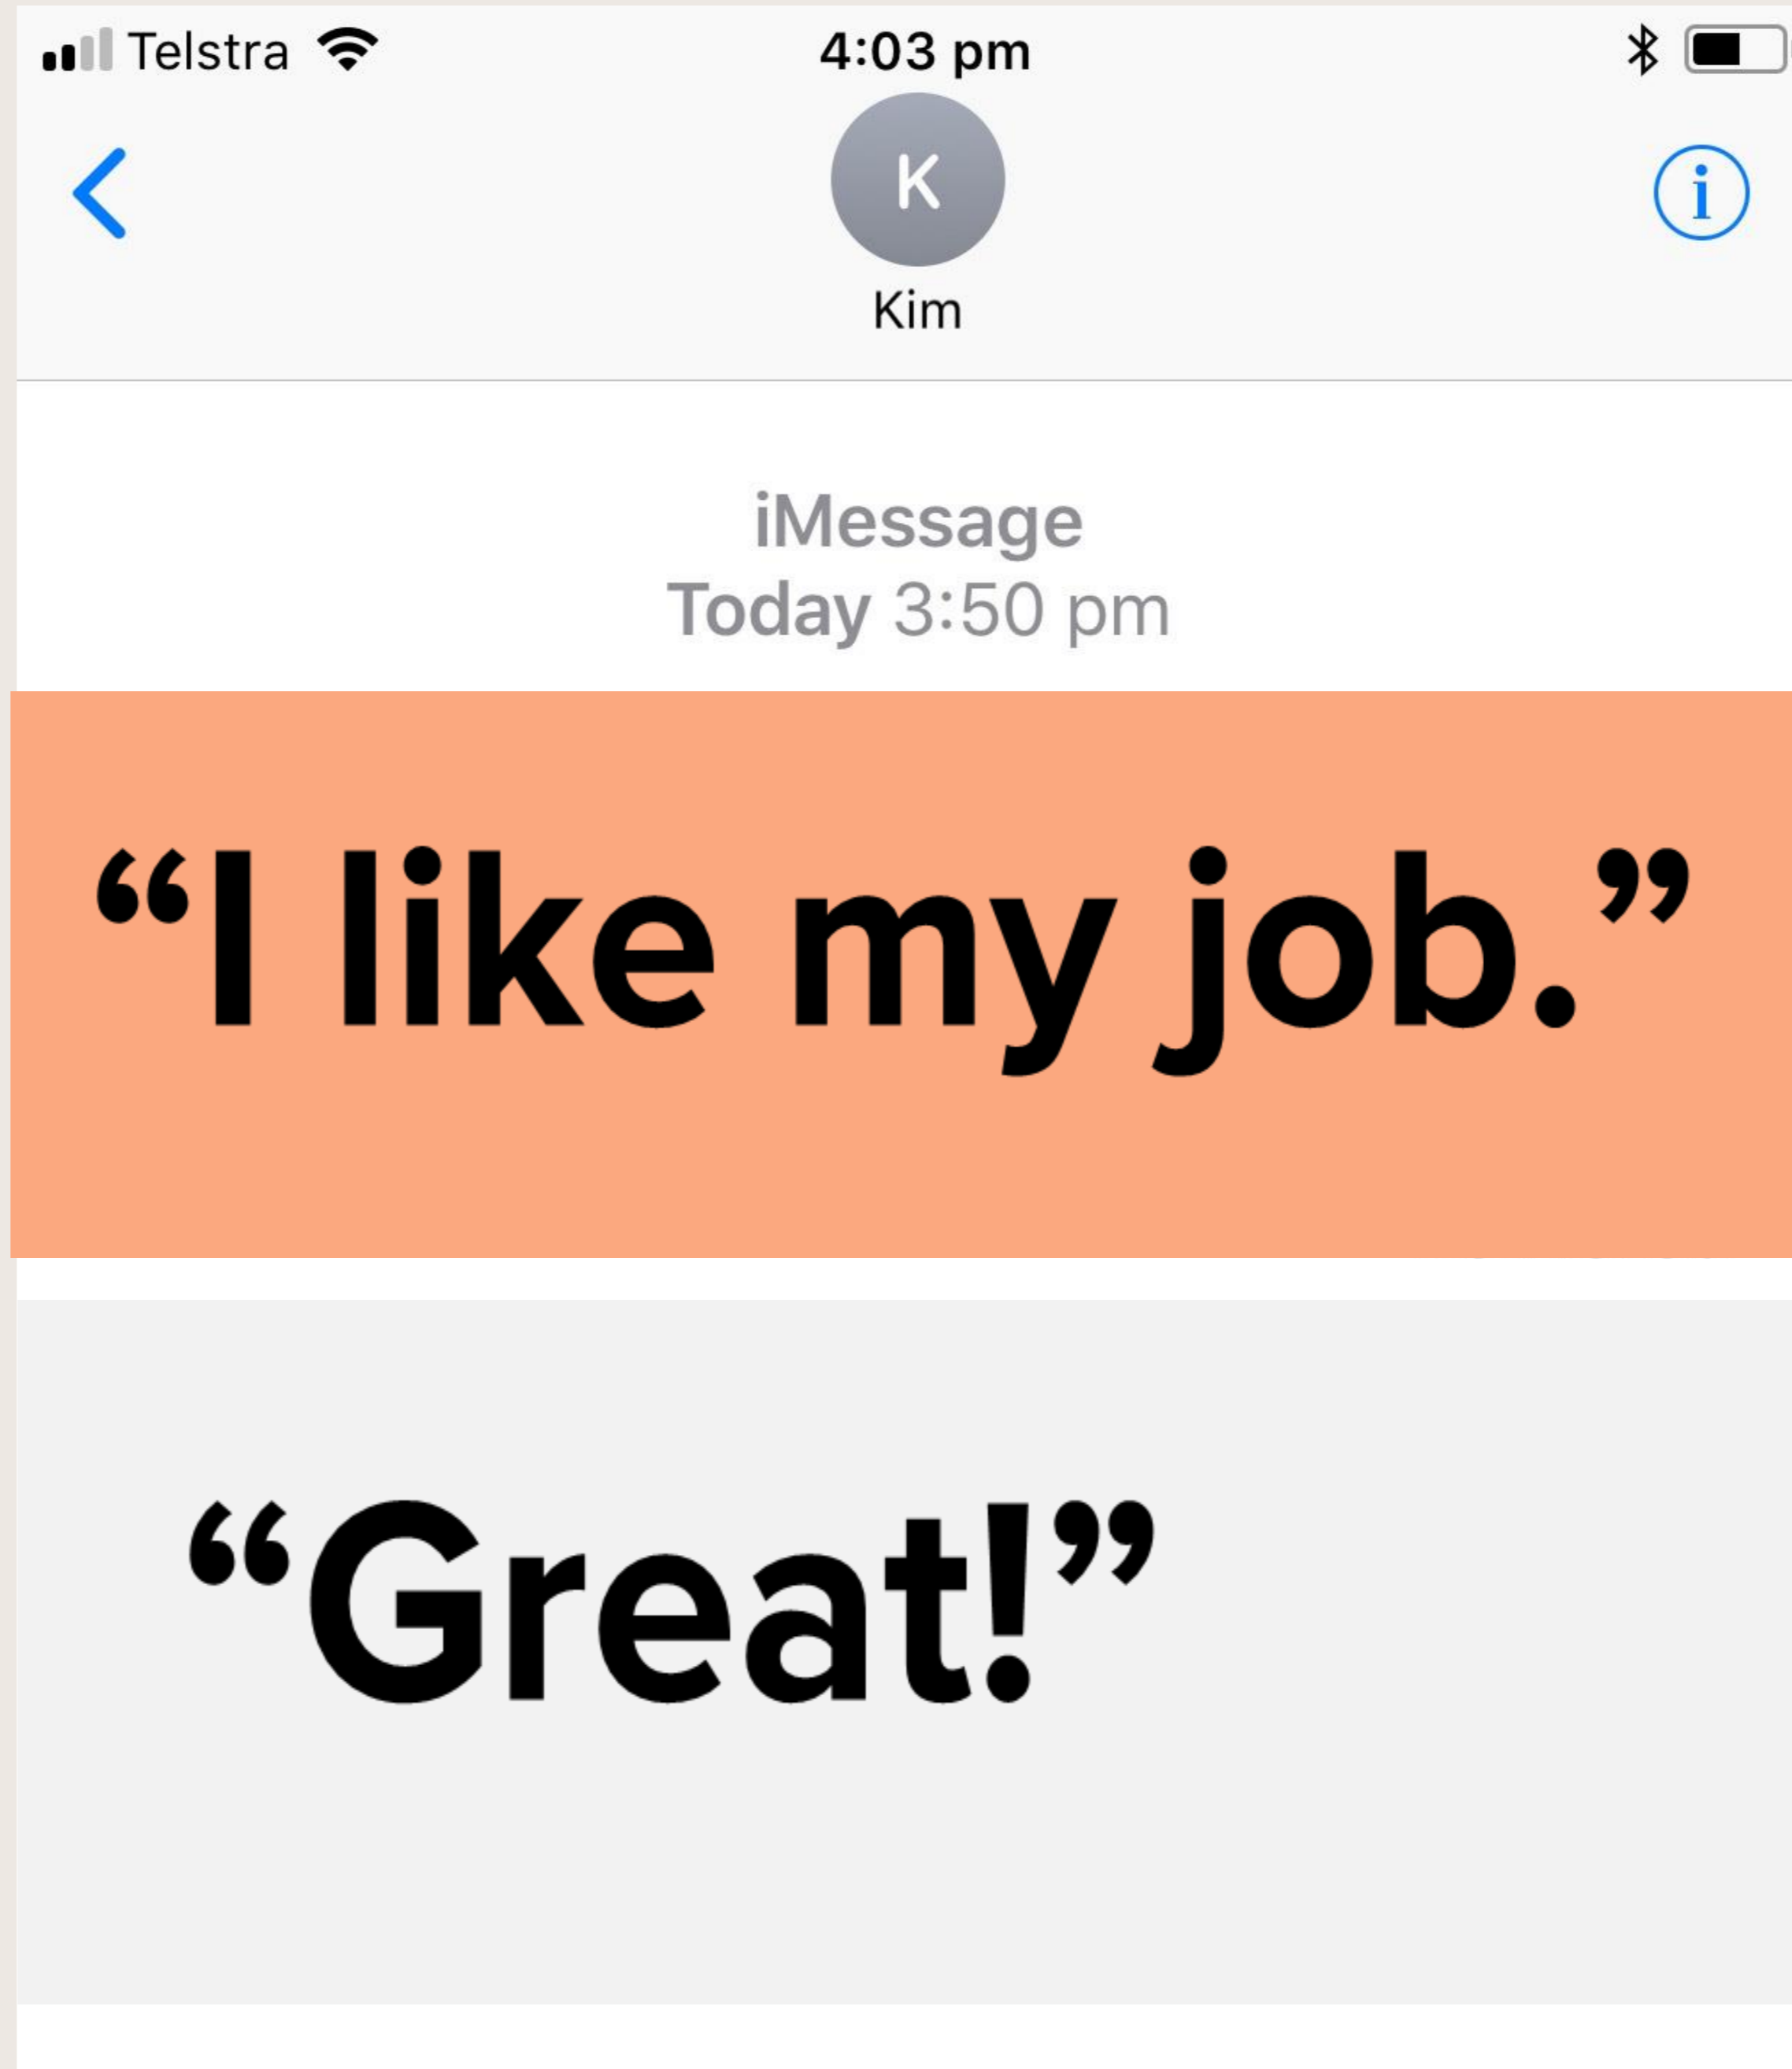 Telstra 4:03 pm
K
i
Kim
iMessage
Today 3:50 pm
“I like my job.”
“Great!”